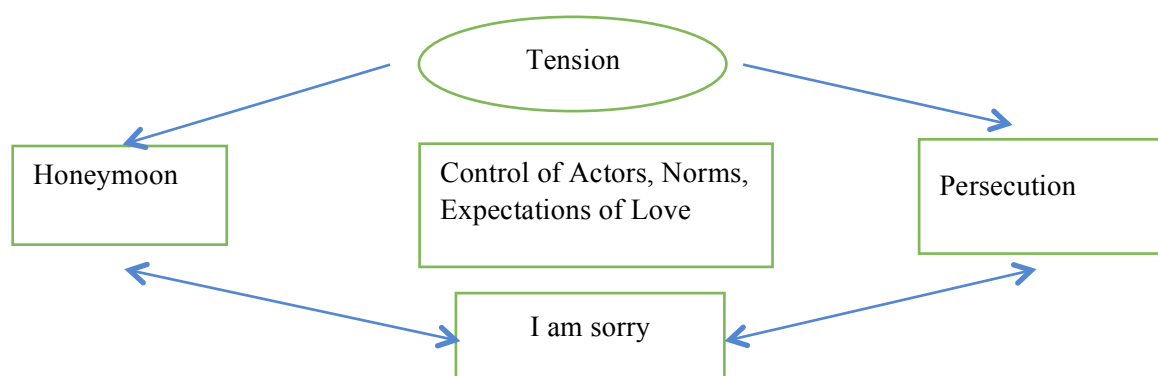 Tension
Honeymoon
Control of Actors, Norms,
Expectations of Love
Persecution
I am sorry